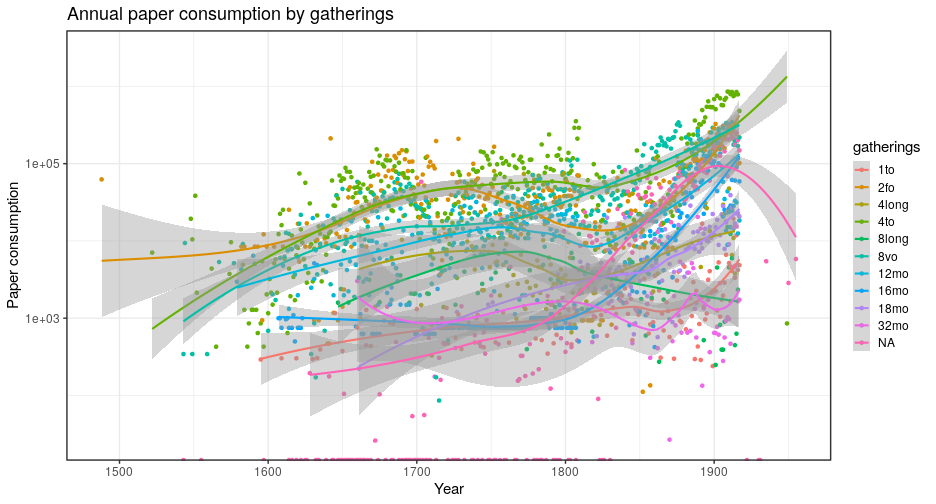 Annual paper consumption by gatherings
Paper consumption
1e+05
1e+03
1500 1600 1700 1800 1900
Year
gatherings
1to
2fo
4long
4to
8long
8vo
12mo
16mo
18mo
32mo
NA